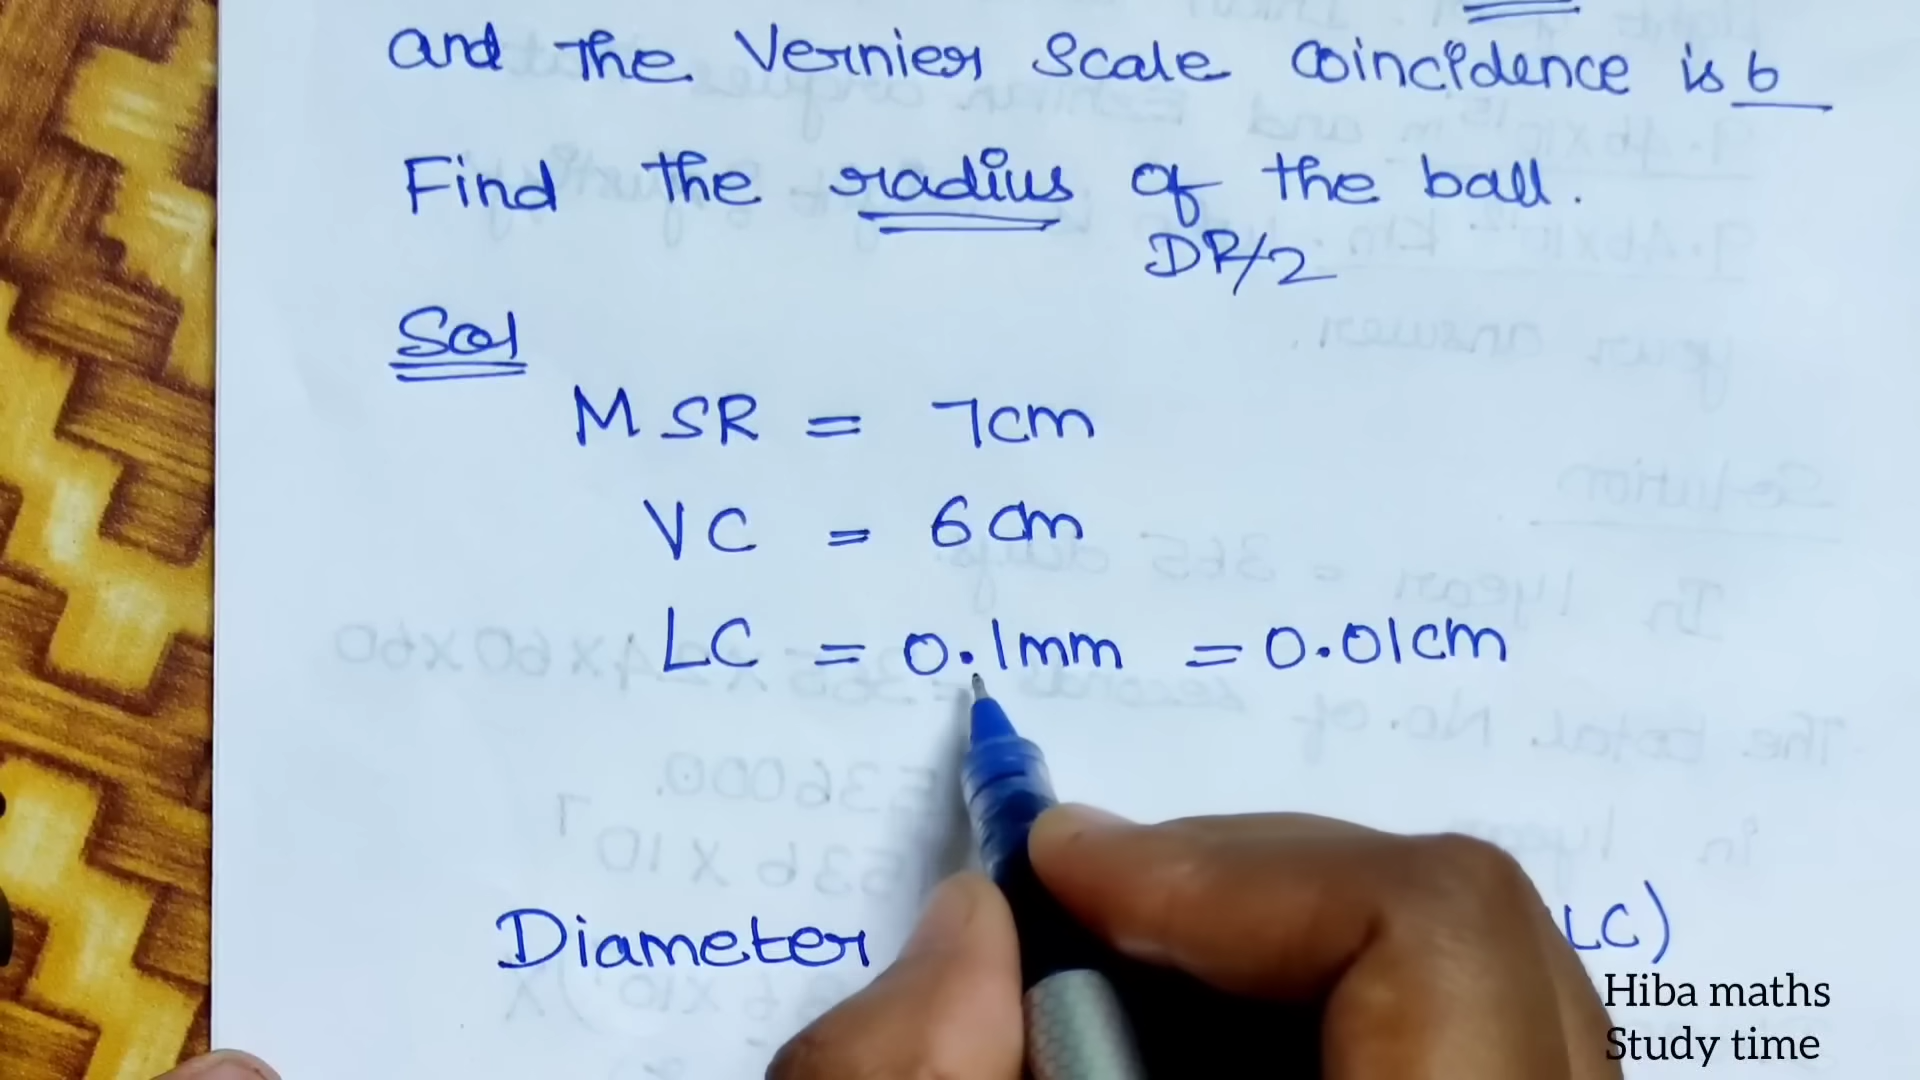 and the Vernier Scale coincidence is 6
Find the radius of the ball.
DR/2
Sol
MSR = 7cm
VC = 6cm
LC = 0.1mm = 0.01cm
Diameter LC)
Hiba maths
Study time